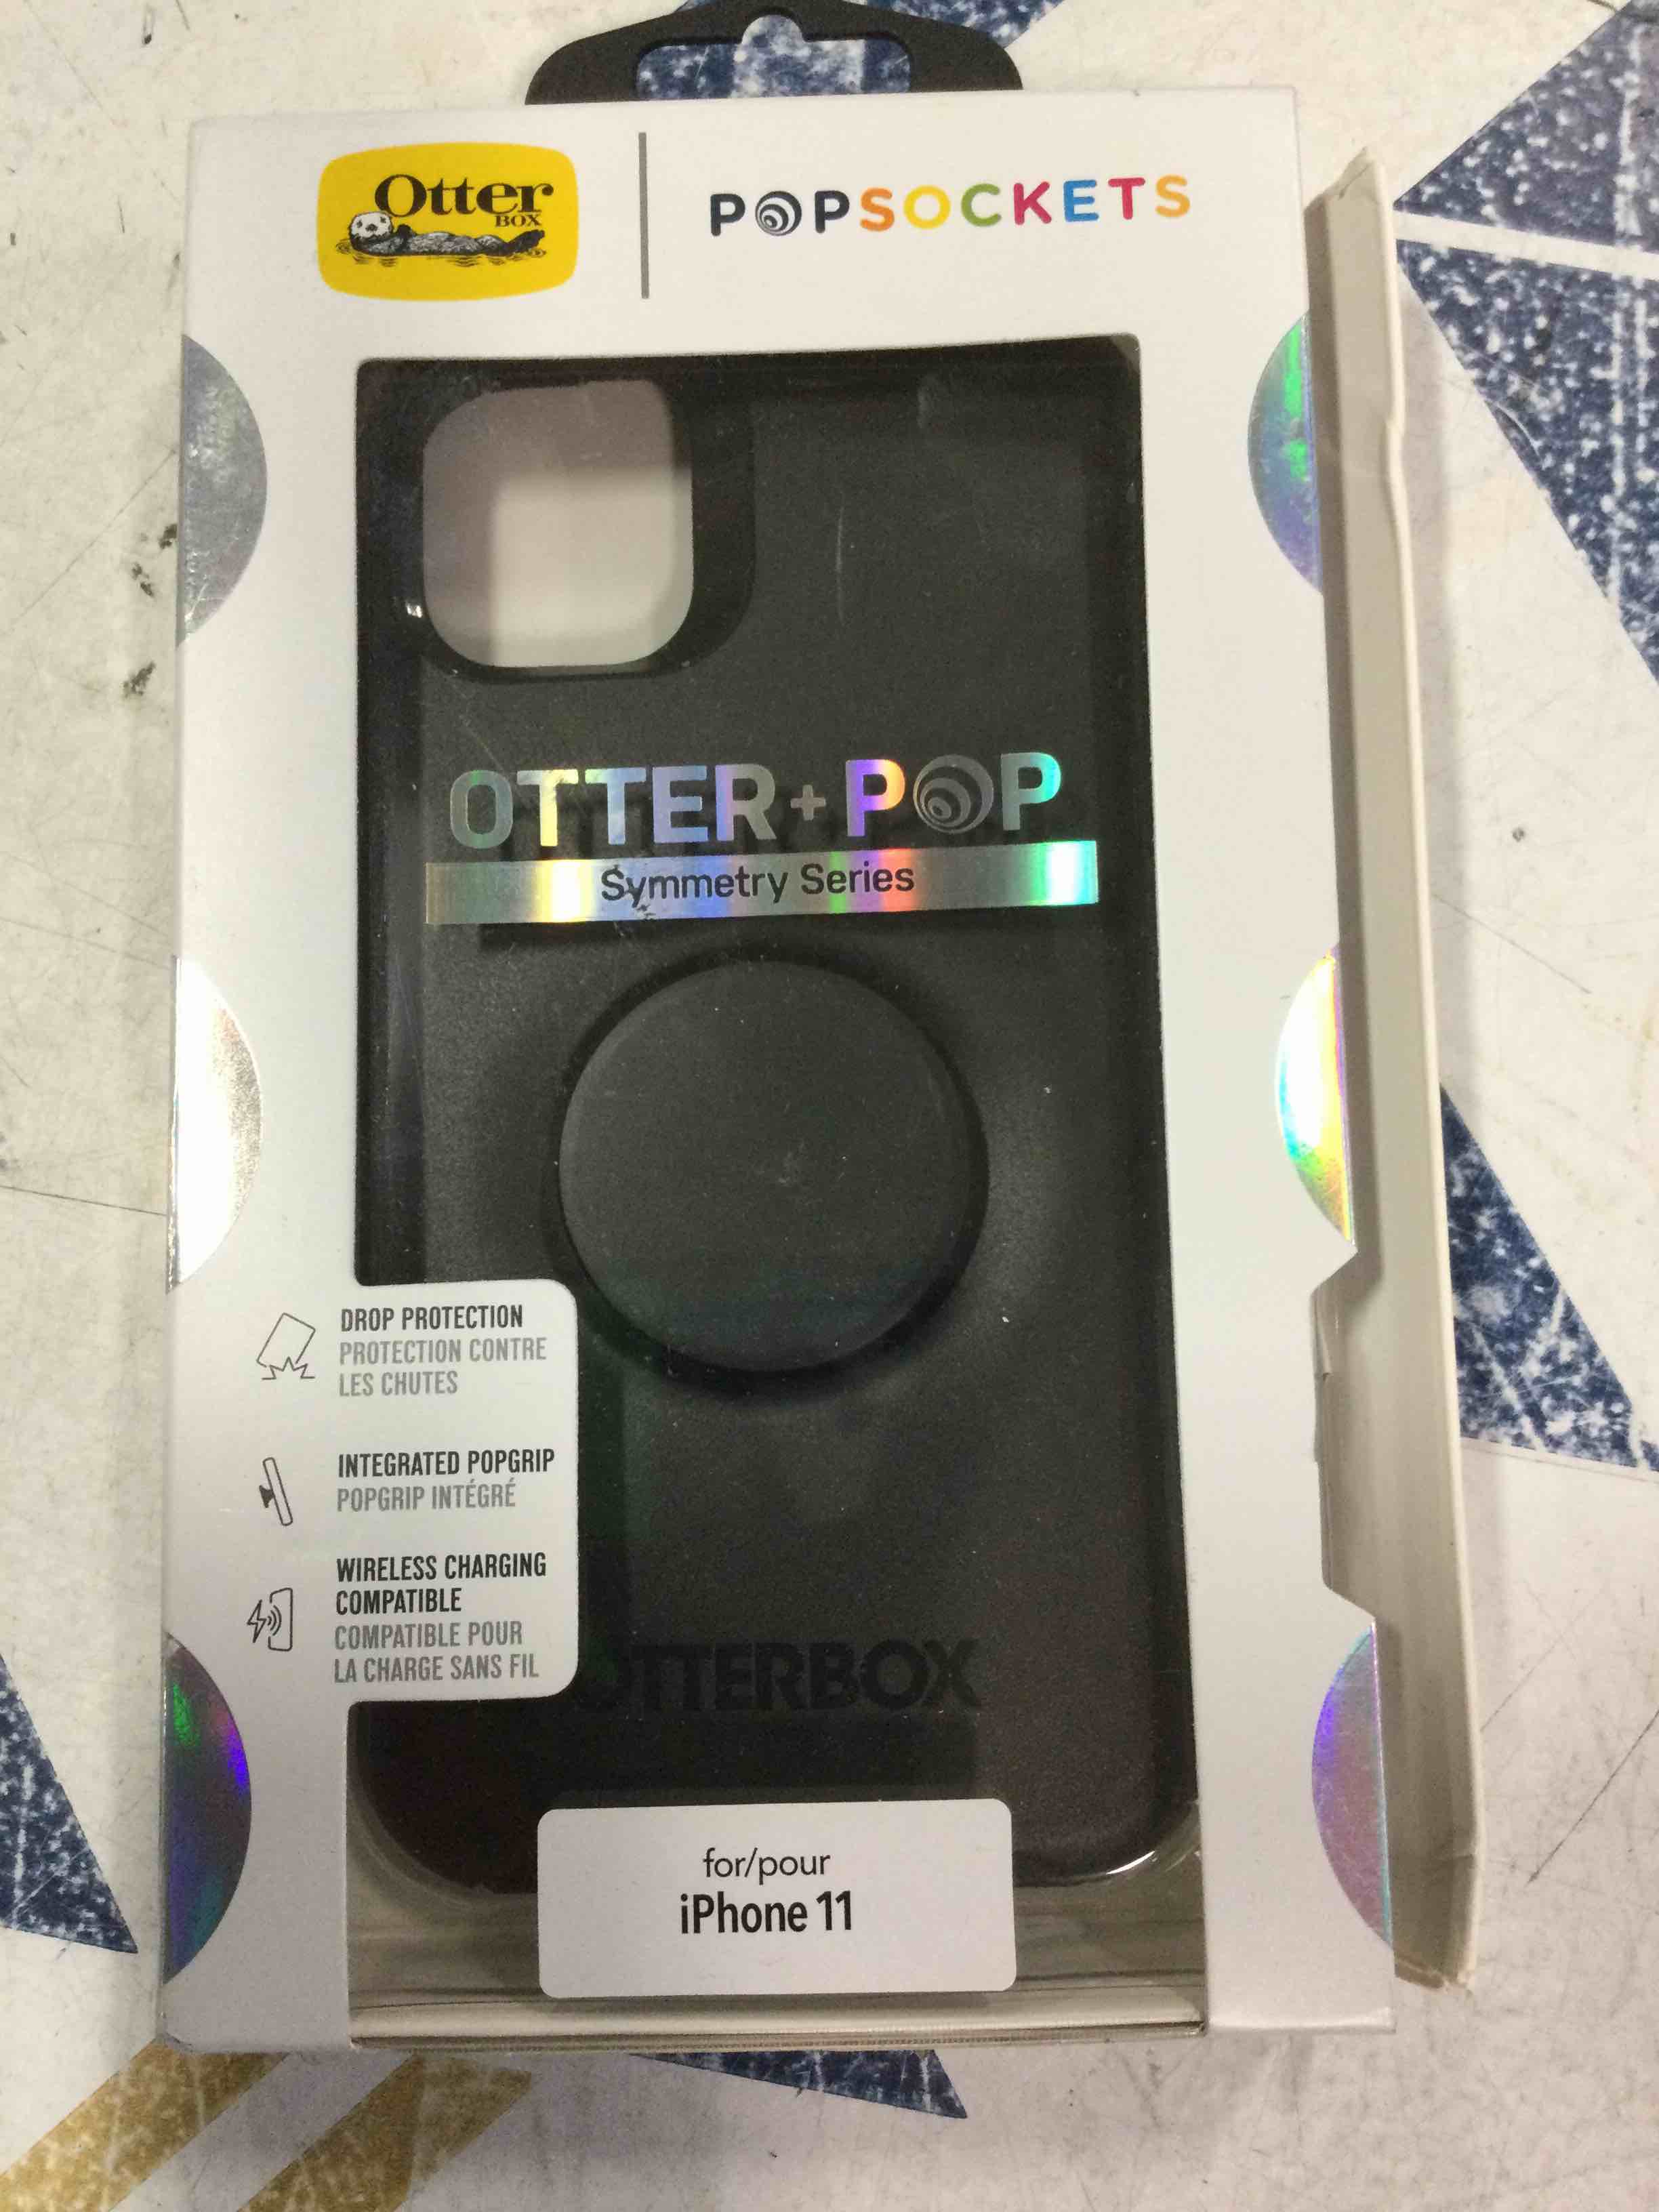 Otter
BOX
POPSOCKETS
OTTER + POP
Symmetry Series
DROP PROTECTION
PROTECTION CONTRE
LES CHUTES
INTEGRATED POPGRIP
POPGRIP INTÉGRÉ
WIRELESS CHARGING
COMPATIBLE
COMPATIBLE POUR
LA CHARGE SANS FIL
OTTERBOX
for/pour
iPhone 11